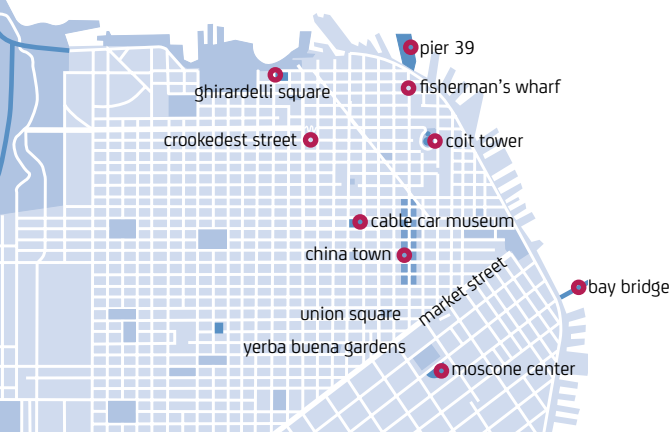 pier 39
ghirardelli square
fisherman's wharf
crookedest street
coit tower
cable car museum
china town
market street
bay bridge
union square
yerba buena gardens
moscone center